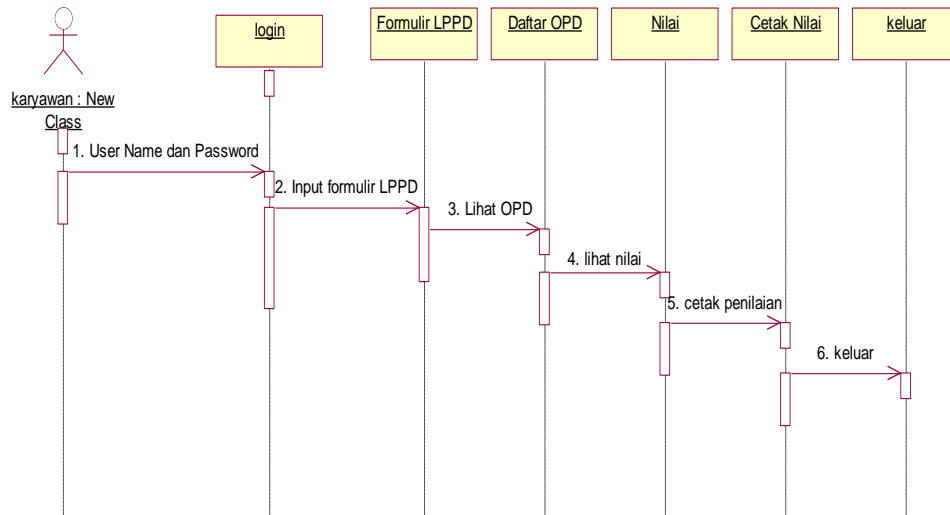 login
Formulir LPPD
Daftar OPD
Nilai
Cetak Nilai
keluar
karyawan : New
Class
1. User Name dan Password
2. Input formulir LPPD
3. Lihat OPD
4. lihat nilai
5. cetak penilaian
6. keluar